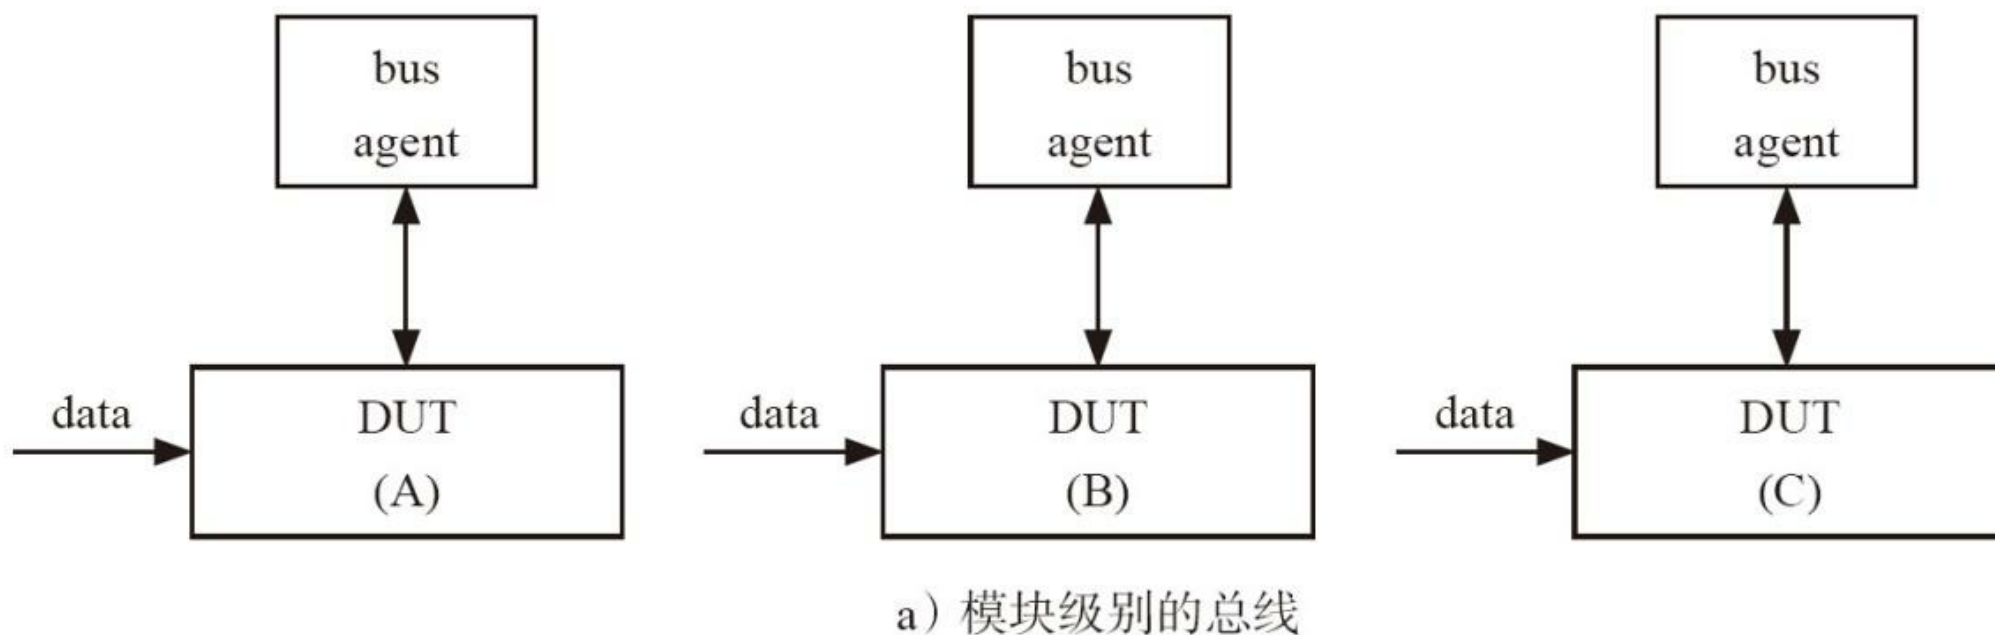 bus
agent
bus
agent
bus
agent
data
DUT
(A)
data
DUT
(B)
data
DUT
(C)
a）模块级别的总线